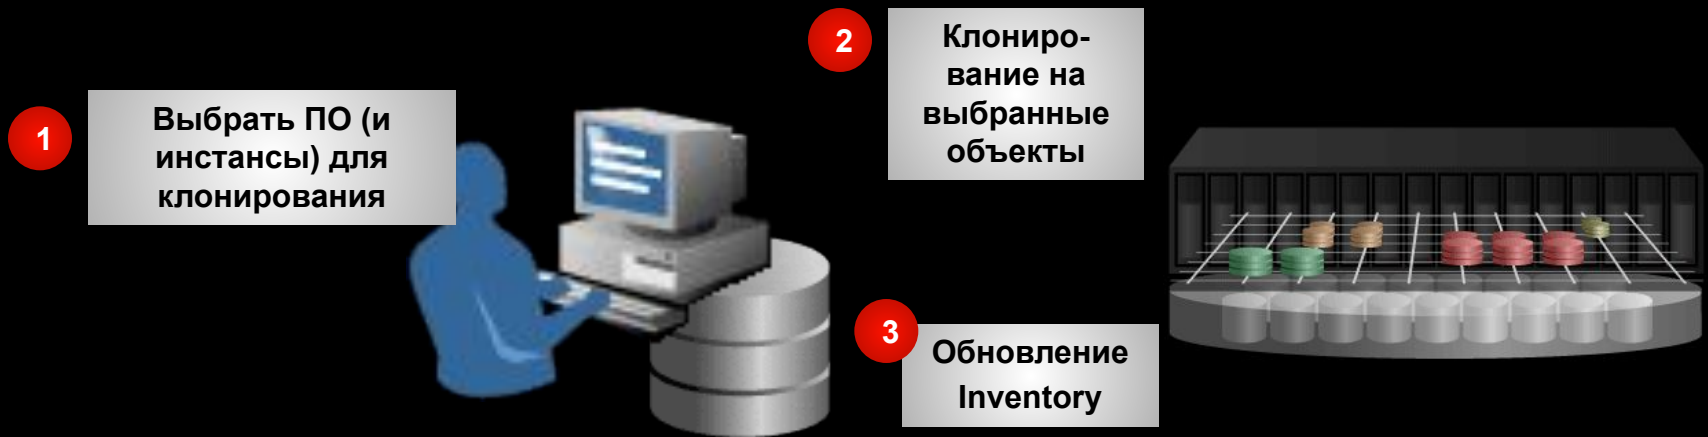 1
Выбрать ПО (и
инстансы) для
клонирования
2
Клониро-
вание на
выбранные
объекты
3
Обновление
Inventory